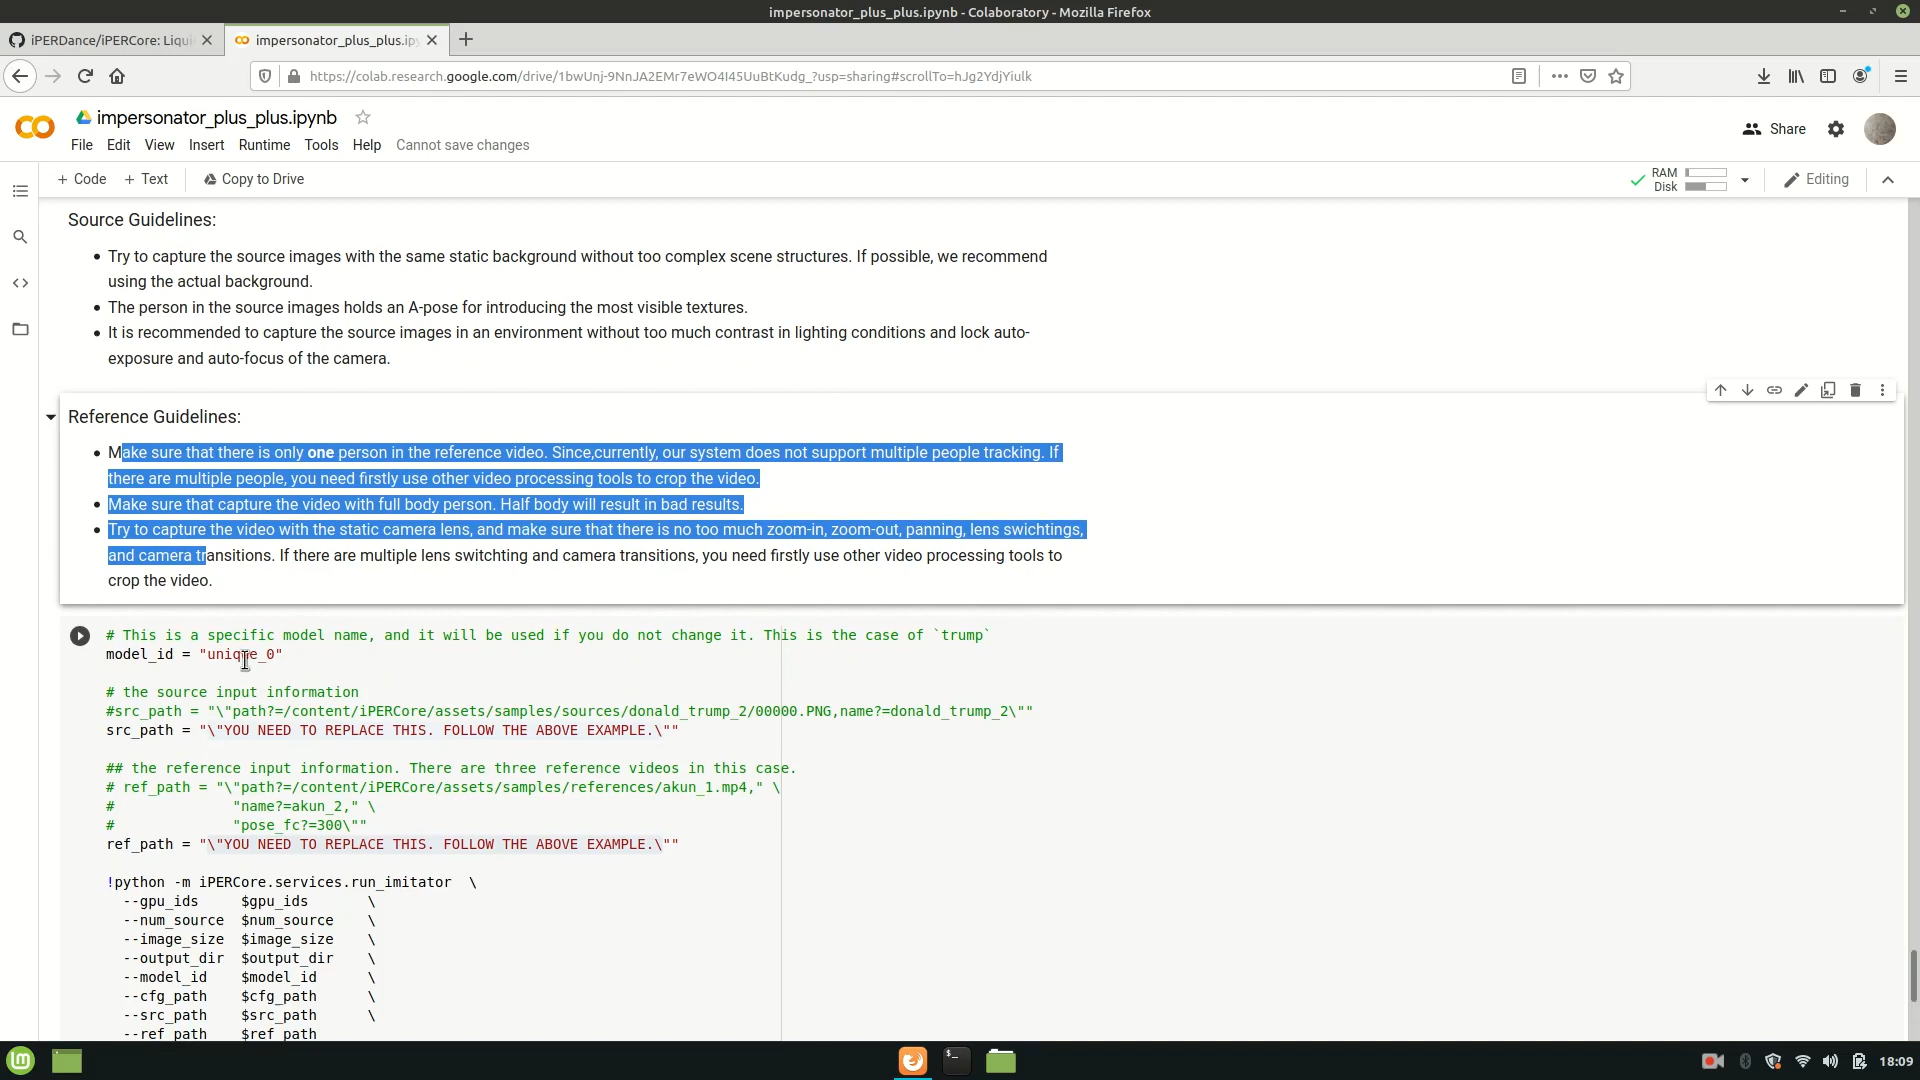 impersonator_plus_plus.ipynb - Colaboratory - Mozilla Firefox
iPERDance/iPERCore: Liqui
impersonator_plus_plus.ip
https://colab.research.google.com/drive/1bwUnj-9NnJA2EMr7eWO4I45UuBtKudg_?usp=sharing#scrollTo=hJg2YdjYiulk
impersonator_plus_plus.ipynb
Share
File Edit View Insert Runtime Tools Help Cannot save changes
+ Code + Text Copy to Drive
RAM
Disk
Editing
Source Guidelines:
• Try to capture the source images with the same static background without too complex scene structures. If possible, we recommend
using the actual background.
• The person in the source images holds an A-pose for introducing the most visible textures.
• It is recommended to capture the source images in an environment without too much contrast in lighting conditions and lock auto-
exposure and auto-focus of the camera.
Reference Guidelines:
• Make sure that there is only one person in the reference video. Since,currently, our system does not support multiple people tracking. If
there are multiple people, you need firstly use other video processing tools to crop the video.
• Make sure that capture the video with full body person. Half body will result in bad results.
• Try to capture the video with the static camera lens, and make sure that there is no too much zoom-in, zoom-out, panning, lens swichtings,
and camera transitions. If there are multiple lens switchting and camera transitions, you need firstly use other video processing tools to
crop the video.
# This is a specific model name, and it will be used if you do not change it. This is the case of `trump`
model_id = "unique_0"
# the source input information
#src_path = "\"path?=/content/iPERCore/assets/samples/sources/donald_trump_2/00000.PNG,name?=donald_trump_2\""
src_path = "\"YOU NEED TO REPLACE THIS. FOLLOW THE ABOVE EXAMPLE.\""
## the reference input information. There are three reference videos in this case.
# ref_path = "\"path?=/content/iPERCore/assets/samples/references/akun_1.mp4," \
# "name?=akun_2," \
# "pose_fc?=300\""
ref_path = "\"YOU NEED TO REPLACE THIS. FOLLOW THE ABOVE EXAMPLE.\""
!python -m iPERCore.services.run_imitator \
--gpu_ids $gpu_ids \
--num_source $num_source \
--image_size $image_size \
--output_dir $output_dir \
--model_id $model_id \
--cfg_path $cfg_path \
--src_path $src_path \
--ref_path $ref_path
18:09